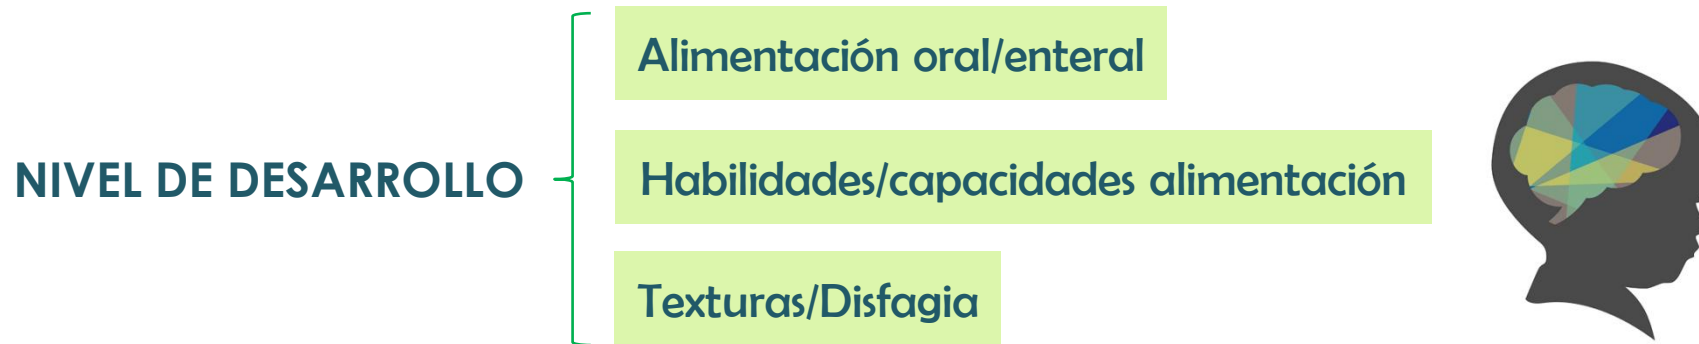 NIVEL DE DESARROLLO
Alimentación oral/enteral
Habilidades/capacidades alimentación
Texturas/Disfagia